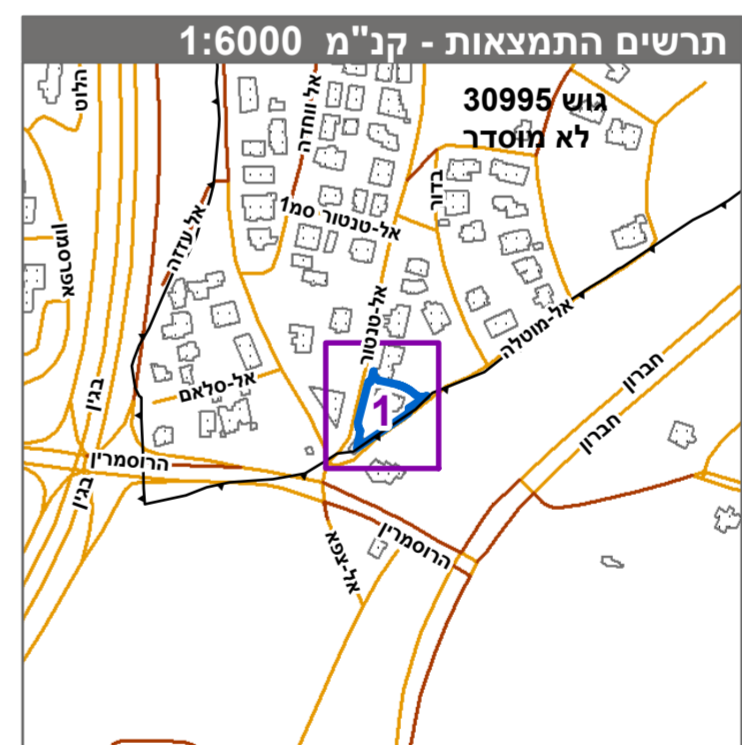 תרשים התמצאות - קנ"מ 1:6000
גוש 30995
לא מוסדר
הלוט
אל ווחדה
בדור
אל-טנטור סמ1
אל עזזה
אל-טנטור
אל-מוטלה
חברון
חברון
אל-סלאם
1
בגין
הרוסמרין
בגין
הרוסמרין
אל-צפא